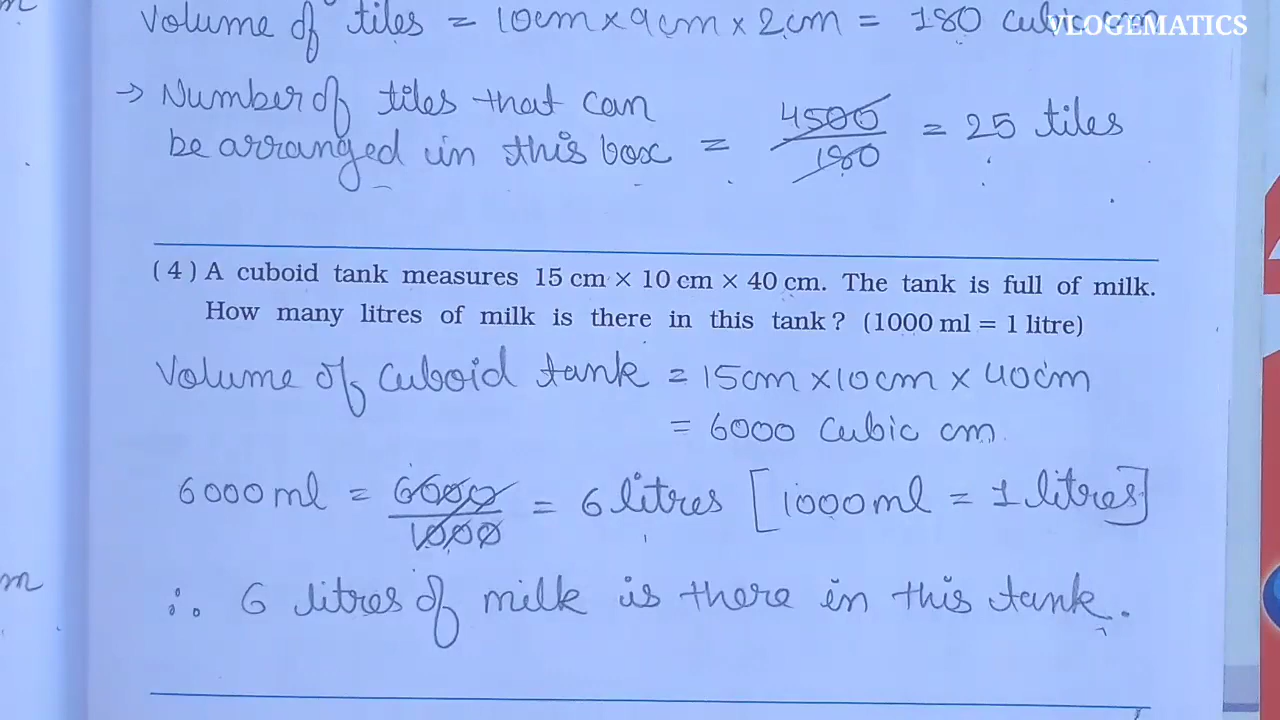 Volume of tiles = 10cm × 9cm × 2cm = 180 cubic cm
VLOGEMATICS
→ Number of tiles that can
be arranged in this box = 4500/180 = 25 tiles
(4) A cuboid tank measures 15 cm × 10 cm × 40 cm. The tank is full of milk.
How many litres of milk is there in this tank? (1000 ml = 1 litre)
Volume of cuboid tank = 15cm × 10cm × 40cm
= 6000 cubic cm
6000 ml = 6000/1000 = 6 litres [1000 ml = 1 litres]
∴ 6 litres of milk is there in this tank.
m